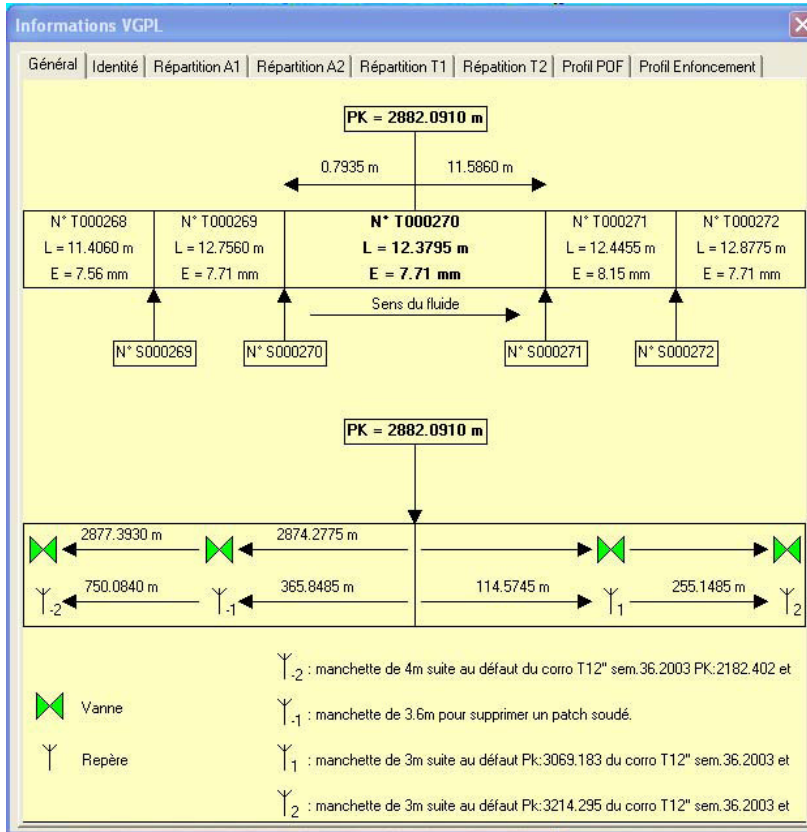 Informations VGPL
Général Identité Répartition A1 Répartition A2 Répartition T1 Répatition T2 Profil POF Profil Enfoncement
PK = 2882.0910 m
0.7935 m 11.5860 m
N° T000268 N° T000269 N° T000270 N° T000271 N° T000272
L = 11.4060 m L = 12.7560 m L = 12.3795 m L = 12.4455 m L = 12.8775 m
E = 7.56 mm E = 7.71 mm E = 7.71 mm E = 8.15 mm E = 7.71 mm
Sens du fluide
N° S000269 N° S000270 N° S000271 N° S000272
PK = 2882.0910 m
2877.3930 m 2874.2775 m
750.0840 m 365.8485 m 114.5745 m 255.1485 m
-2 -1 1 2
-2 : manchette de 4m suite au défaut du corro T12" sem.36.2003 PK:2182.402 et
Vanne
-1 : manchette de 3.6m pour supprimer un patch soudé.
Repère
1 : manchette de 3m suite au défaut Pk:3069.183 du corro T12" sem.36.2003 et
2 : manchette de 3m suite au défaut Pk:3214.295 du corro T12" sem.36.2003 et